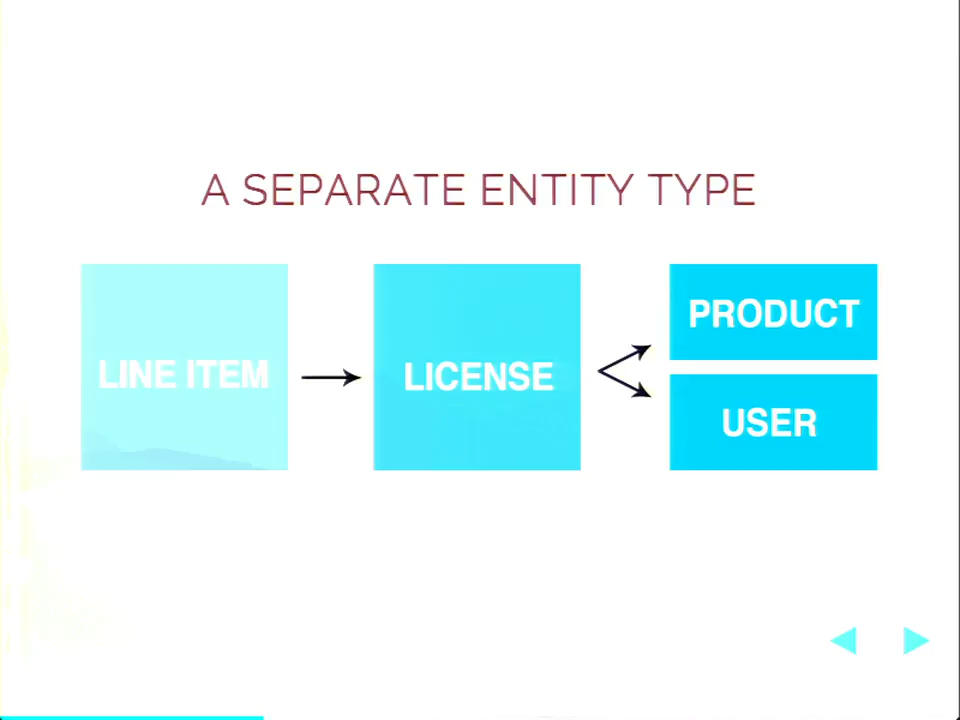 A SEPARATE ENTITY TYPE
LINE ITEM
LICENSE
PRODUCT
USER